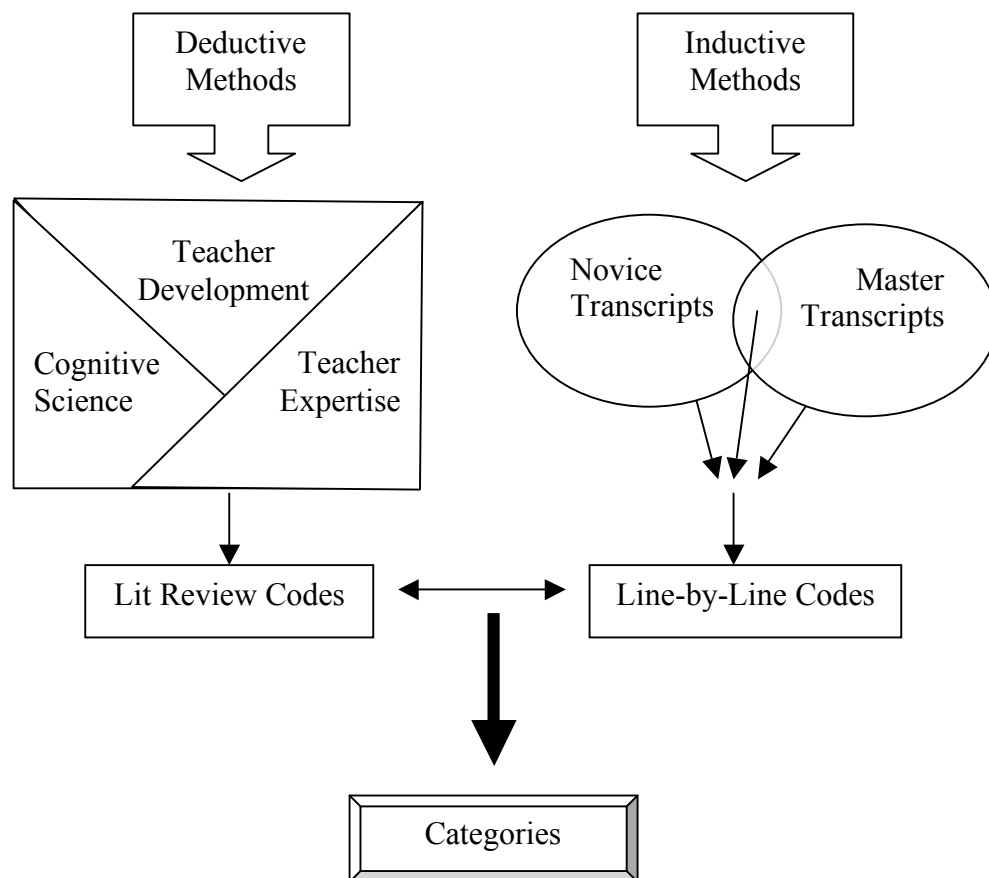 Deductive
Methods
Inductive
Methods
Teacher
Development
Cognitive
Science
Teacher
Expertise
Novice
Transcripts
Master
Transcripts
Lit Review Codes
Line-by-Line Codes
Categories